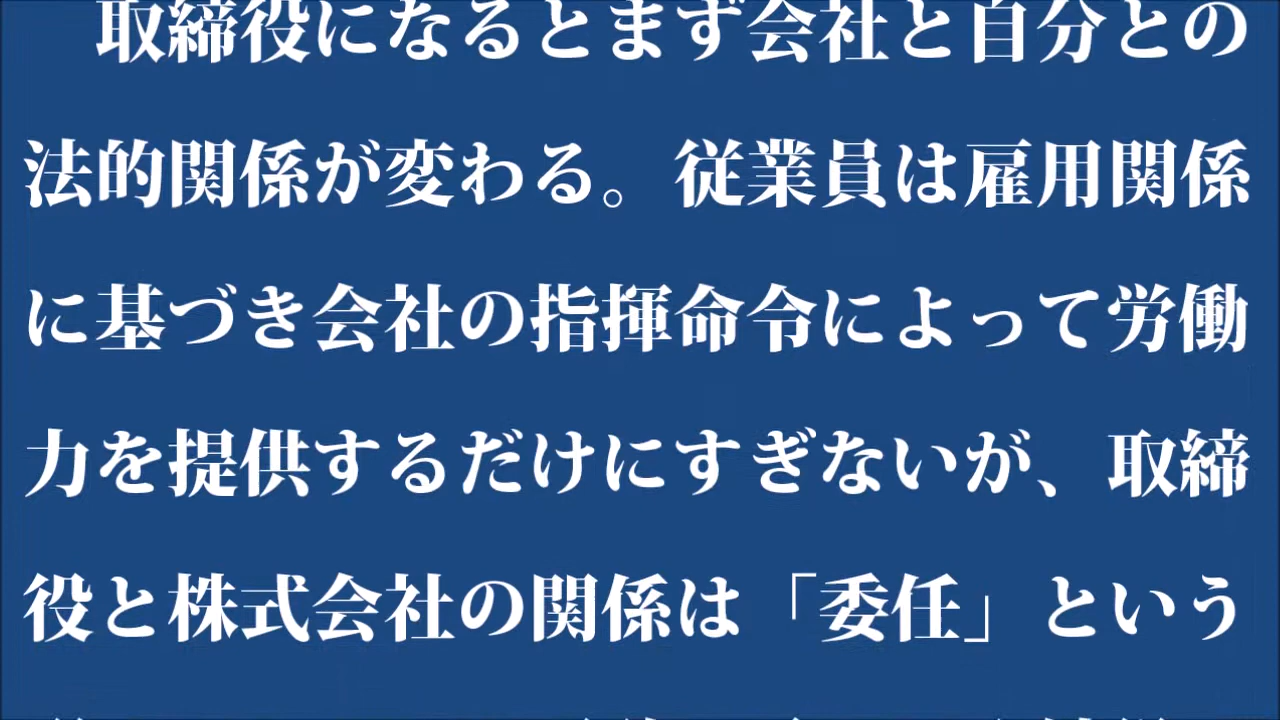 取締役になるとまず会社と自分との
法的関係が変わる。従業員は雇用関係
に基づき会社の指揮命令によって労働
力を提供するだけにすぎないが、取締
役と株式会社の関係は「委任」という